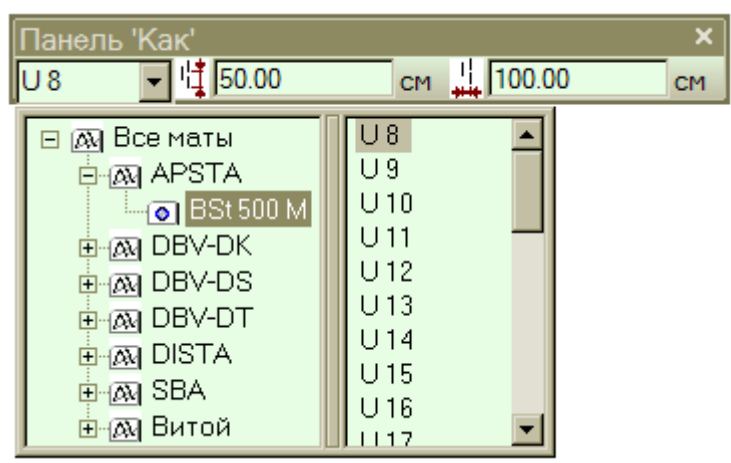 Панель 'Как'
U 8 50.00 см 100.00 см
Все маты
APSTA
BSt 500 M
DBV-DK
DBV-DS
DBV-DT
DISTA
SBA
Витой
U 8
U 9
U 10
U 11
U 12
U 13
U 14
U 15
U 16
U 17